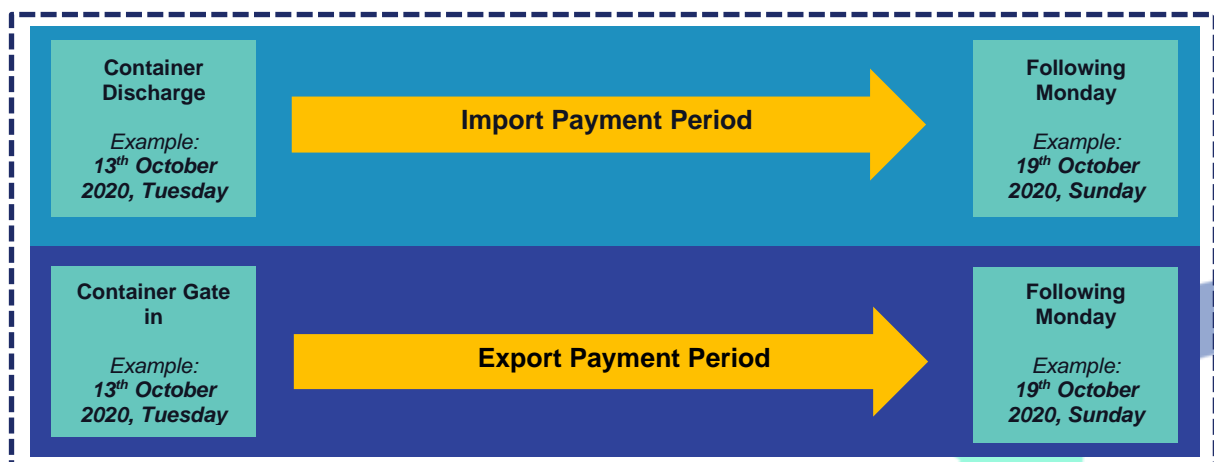 Container
Discharge
Example:
13th October
2020, Tuesday
Import Payment Period
Following
Monday
Example:
19th October
2020, Sunday
Container Gate
in
Example:
13th October
2020, Tuesday
Export Payment Period
Following
Monday
Example:
19th October
2020, Sunday